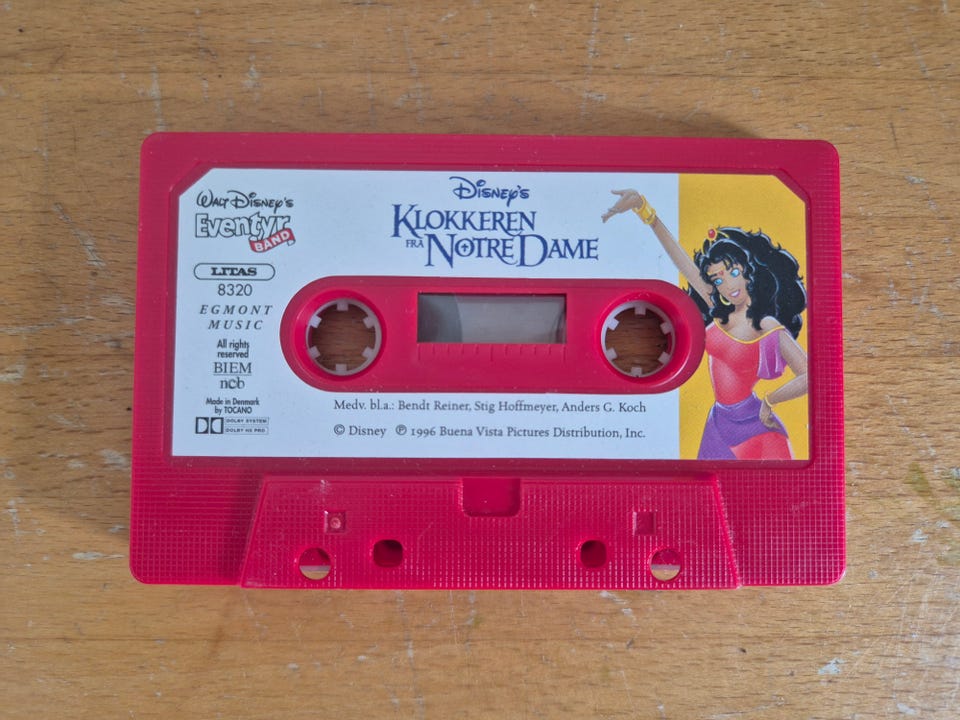 WALT DISNEY'S
Eventyr
BAND
LITAS
8320
EGMONT
MUSIC
All rights
reserved
BIEM
ncb
Made in Denmark
by TOCANO
DOLBY SYSTEM
DOLBY HX PRO
DISNEY'S
KLOKKEREN
FRA NOTRE DAME
Medv. bl.a.: Bendt Reiner, Stig Hoffmeyer, Anders G. Koch
© Disney ℗ 1996 Buena Vista Pictures Distribution, Inc.